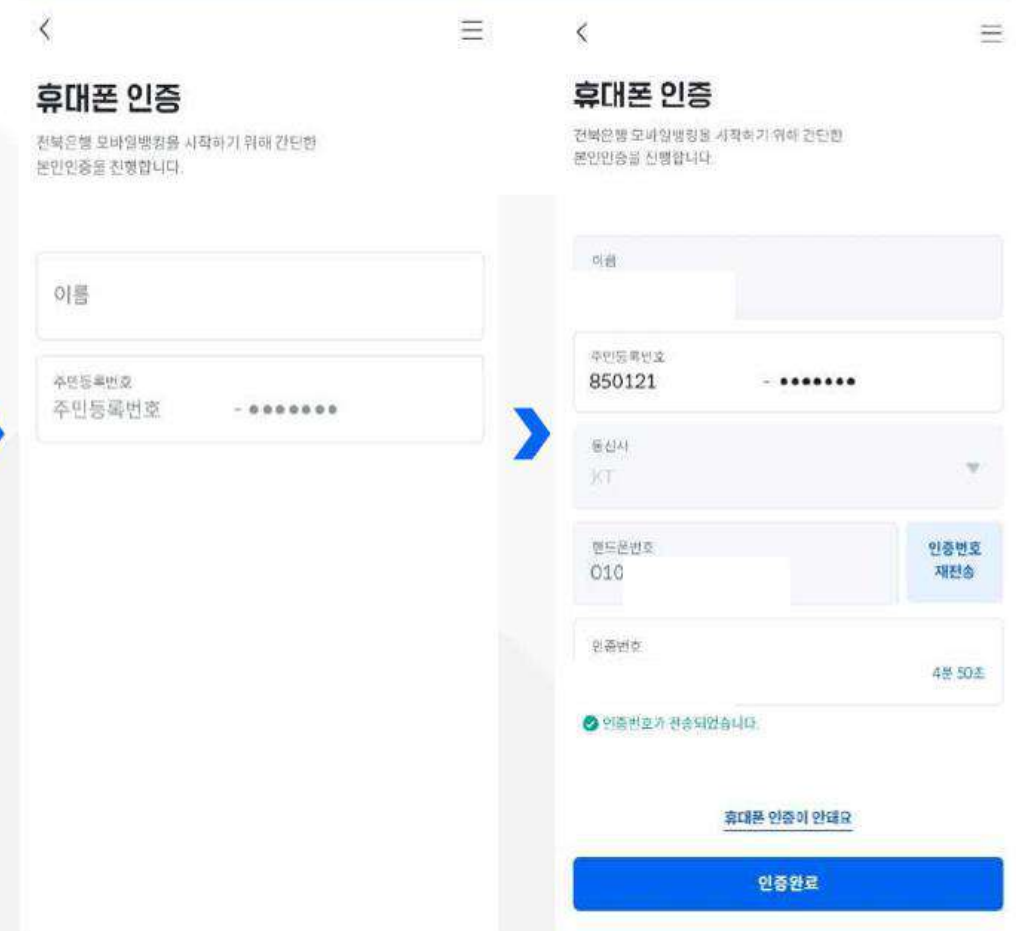 휴대폰 인증
전북은행 모바일뱅킹을 시작하기 위해 간단한
본인인증을 진행합니다.
이름
주민등록번호
주민등록번호 - ●●●●●●●
휴대폰 인증
전북은행 모바일뱅킹을 시작하기 위해 간단한
본인인증을 진행합니다.
이름
주민등록번호
850121 - ●●●●●●●
통신사
KT
핸드폰번호
010
인증번호
재전송
인증번호
4분 50초
인증번호가 전송되었습니다.
휴대폰 인증이 안돼요
인증완료